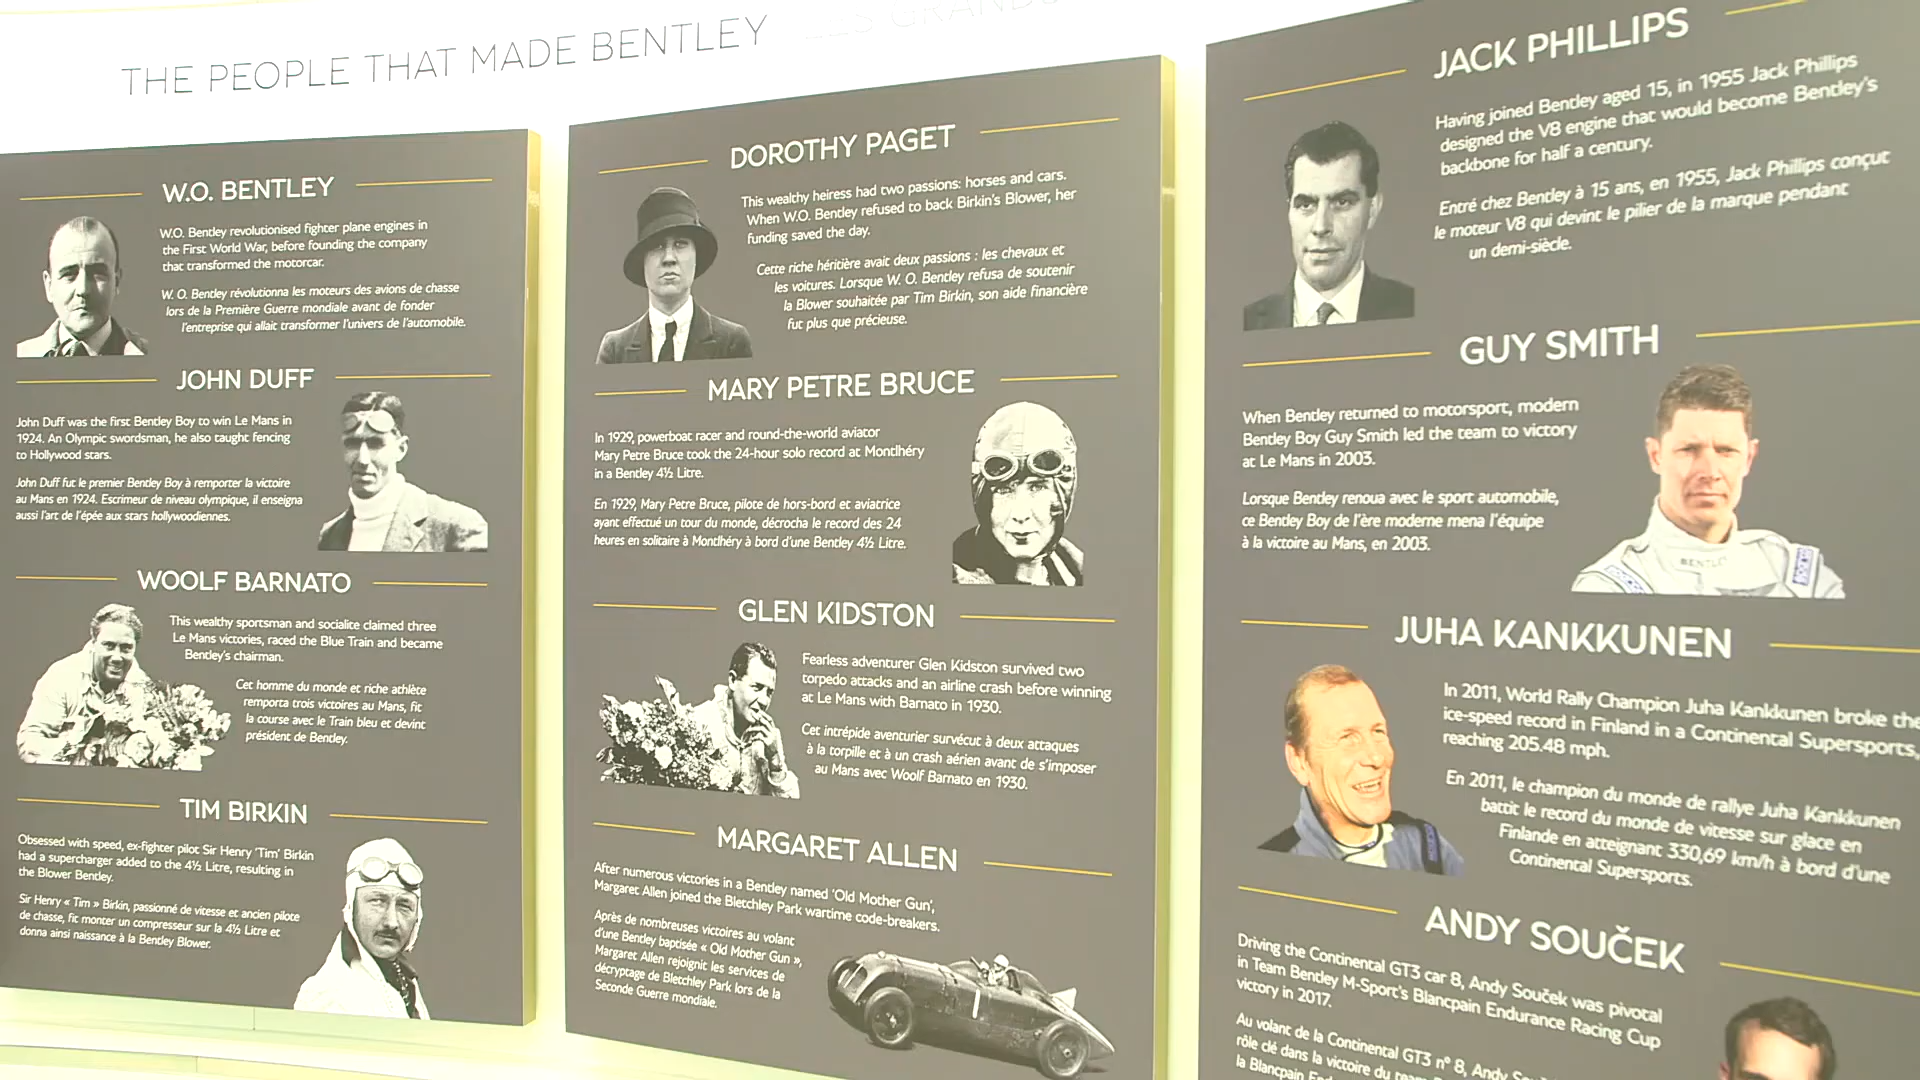 THE PEOPLE THAT MADE BENTLEY LES GRANDS
W.O. BENTLEY
W.O. Bentley revolutionised fighter plane engines in
the First World War, before founding the company
that transformed the motorcar.
W. O. Bentley révolutionna les moteurs des avions de chasse
lors de la Première Guerre mondiale avant de fonder
l'entreprise qui allait transformer l'univers de l'automobile.
JOHN DUFF
John Duff was the first Bentley Boy to win Le Mans in
1924. An Olympic swordsman, he also taught fencing
to Hollywood stars.
John Duff fut le premier Bentley Boy à remporter la victoire
au Mans en 1924. Escrimeur de niveau olympique, il enseigna
aussi l'art de l'épée aux stars hollywoodiennes.
WOOLF BARNATO
This wealthy sportsman and socialite claimed three
Le Mans victories, raced the Blue Train and became
Bentley's chairman.
Cet homme du monde et riche athlète
remporta trois victoires au Mans, fit
la course avec le Train bleu et devint
président de Bentley.
TIM BIRKIN
Obsessed with speed, ex-fighter pilot Sir Henry 'Tim' Birkin
had a supercharger added to the 4½ Litre, resulting in
the Blower Bentley.
Sir Henry « Tim » Birkin, passionné de vitesse et ancien pilote
de chasse, fit monter un compresseur sur la 4½ Litre et
donna ainsi naissance à la Bentley Blower.
DOROTHY PAGET
This wealthy heiress had two passions: horses and cars.
When W.O. Bentley refused to back Birkin's Blower, her
funding saved the day.
Cette riche héritière avait deux passions : les chevaux et
les voitures. Lorsque W. O. Bentley refusa de soutenir
la Blower souhaitée par Tim Birkin, son aide financière
fut plus que précieuse.
MARY PETRE BRUCE
In 1929, powerboat racer and round-the-world aviator
Mary Petre Bruce took the 24-hour solo record at Montlhéry
in a Bentley 4½ Litre.
En 1929, Mary Petre Bruce, pilote de hors-bord et aviatrice
ayant effectué un tour du monde, décrocha le record des 24
heures en solitaire à Montlhéry à bord d'une Bentley 4½ Litre.
GLEN KIDSTON
Fearless adventurer Glen Kidston survived two
torpedo attacks and an airline crash before winning
at Le Mans with Barnato in 1930.
Cet intrépide aventurier survécut à deux attaques
à la torpille et à un crash aérien avant de s'imposer
au Mans avec Woolf Barnato en 1930.
MARGARET ALLEN
After numerous victories in a Bentley named 'Old Mother Gun',
Margaret Allen joined the Bletchley Park wartime code-breakers.
Après de nombreuses victoires au volant
d'une Bentley baptisée « Old Mother Gun »,
Margaret Allen rejoignit les services de
décryptage de Bletchley Park lors de la
Seconde Guerre mondiale.
1
JACK PHILLIPS
Having joined Bentley aged 15, in 1955 Jack Phillips
designed the V8 engine that would become Bentley's
backbone for half a century.
Entré chez Bentley à 15 ans, en 1955, Jack Phillips conçut
le moteur V8 qui devint le pilier de la marque pendant
un demi-siècle.
GUY SMITH
When Bentley returned to motorsport, modern
Bentley Boy Guy Smith led the team to victory
at Le Mans in 2003.
Lorsque Bentley renoua avec le sport automobile,
ce Bentley Boy de l'ère moderne mena l'équipe
à la victoire au Mans, en 2003.
BENTLEY
JUHA KANKKUNEN
In 2011, World Rally Champion Juha Kankkunen broke the
ice-speed record in Finland in a Continental Supersports,
reaching 205.48 mph.
En 2011, le champion du monde de rallye Juha Kankkunen
battit le record du monde de vitesse sur glace en
Finlande en atteignant 330,69 km/h à bord d'une
Continental Supersports.
ANDY SOUČEK
Driving the Continental GT3 car 8, Andy Souček was pivotal
in Team Bentley M-Sport's Blancpain Endurance Racing Cup
victory in 2017.
Au volant de la Continental GT3 nº 8, Andy
rôle clé dans la victoire du
la Blancpain